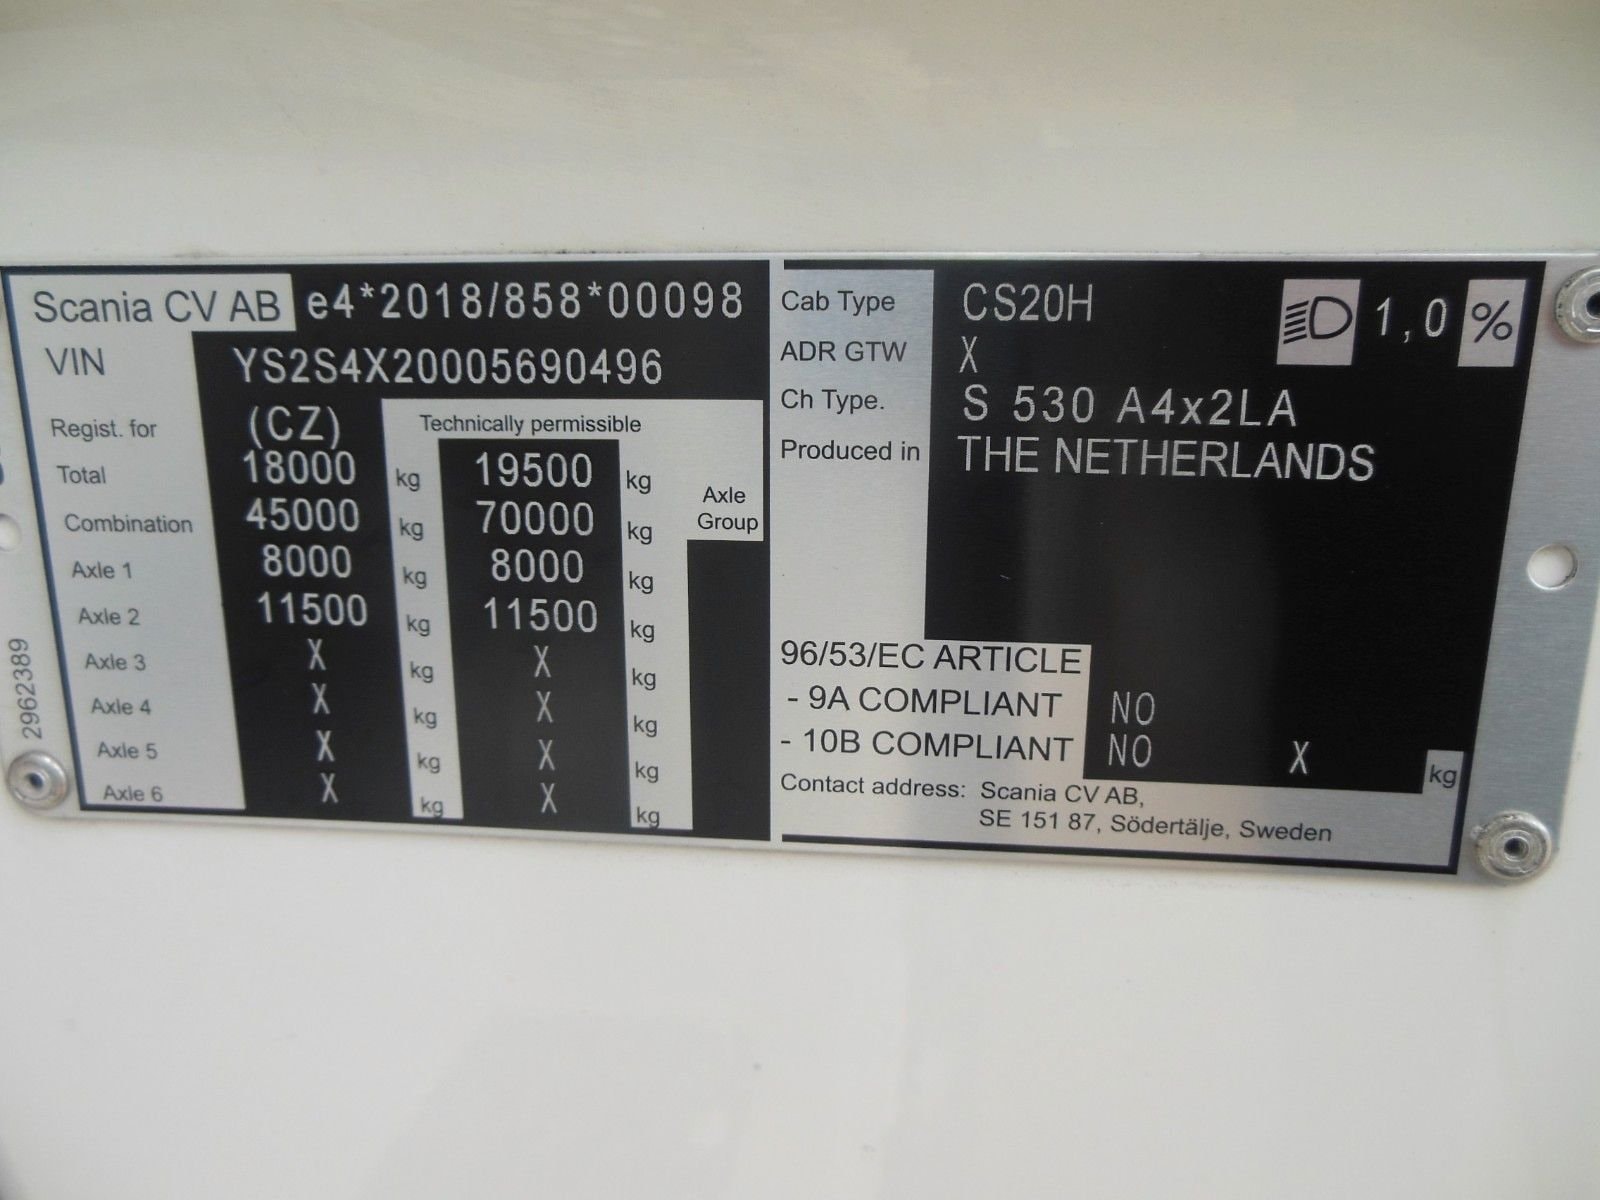 Scania CV AB e4*2018/858*00098
VIN YS2S4X20005690496
Regist. for (CZ) Technically permissible
Total 18000 kg 19500 kg
Axle Group
Combination 45000 kg 70000 kg
Axle 1 8000 kg 8000 kg
Axle 2 11500 kg 11500 kg
Axle 3 X kg X kg
Axle 4 X kg X kg
Axle 5 X kg X kg
Axle 6 X kg X kg
2962389
Cab Type CS20H 1,0 %
ADR GTW X
Ch Type. S 530 A4x2LA
Produced in THE NETHERLANDS
96/53/EC ARTICLE
- 9A COMPLIANT NO
- 10B COMPLIANT NO X kg
Contact address: Scania CV AB,
SE 151 87, Södertälje, Sweden